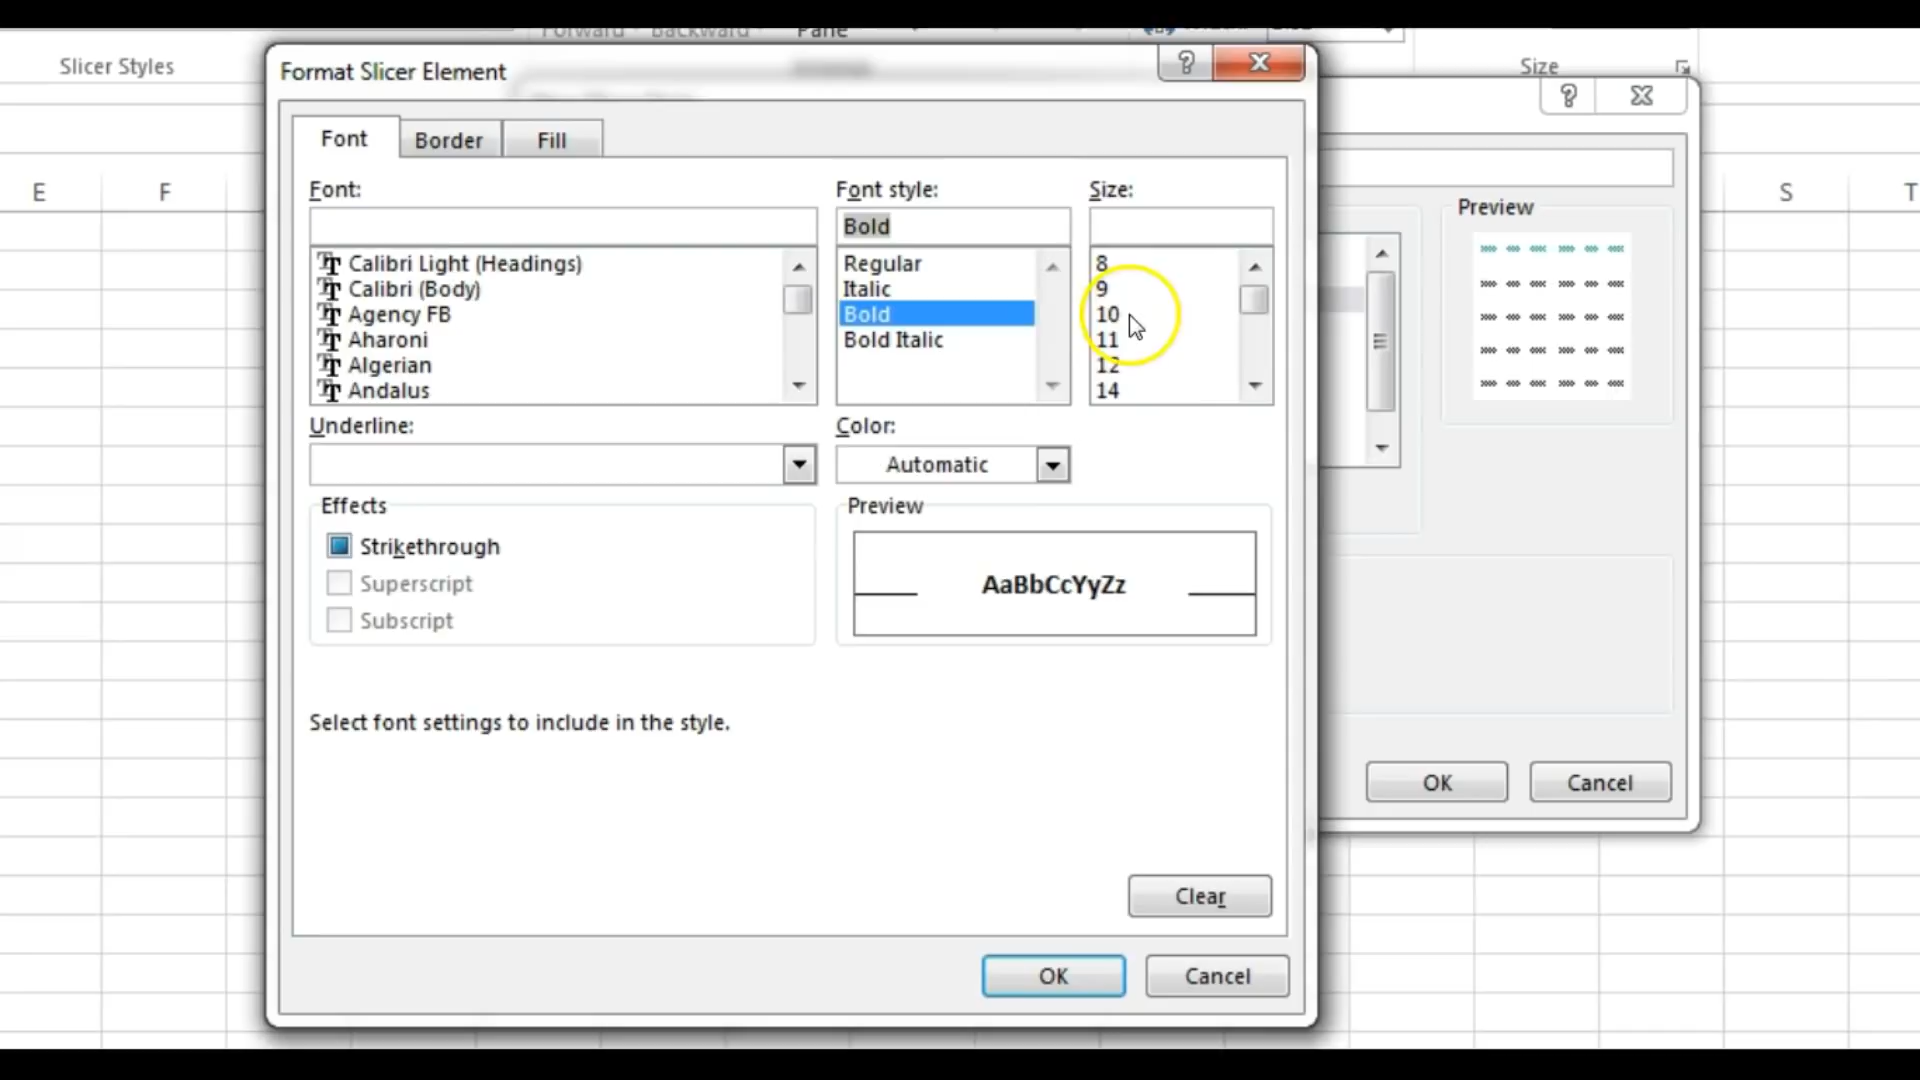 Forward Backward Pane
Slicer Styles
Size
Format Slicer Element
?
?
Font Border Fill
E F S T
Font: Font style: Size:
Preview
Bold
Calibri Light (Headings) Regular 8
Calibri (Body) Italic 9
Agency FB Bold 10
Aharoni Bold Italic 11
Algerian 12
Andalus 14
Underline: Color:
Automatic
Effects Preview
Strikethrough
Superscript AaBbCcYyZz
Subscript
Select font settings to include in the style.
OK Cancel
Clear
OK Cancel